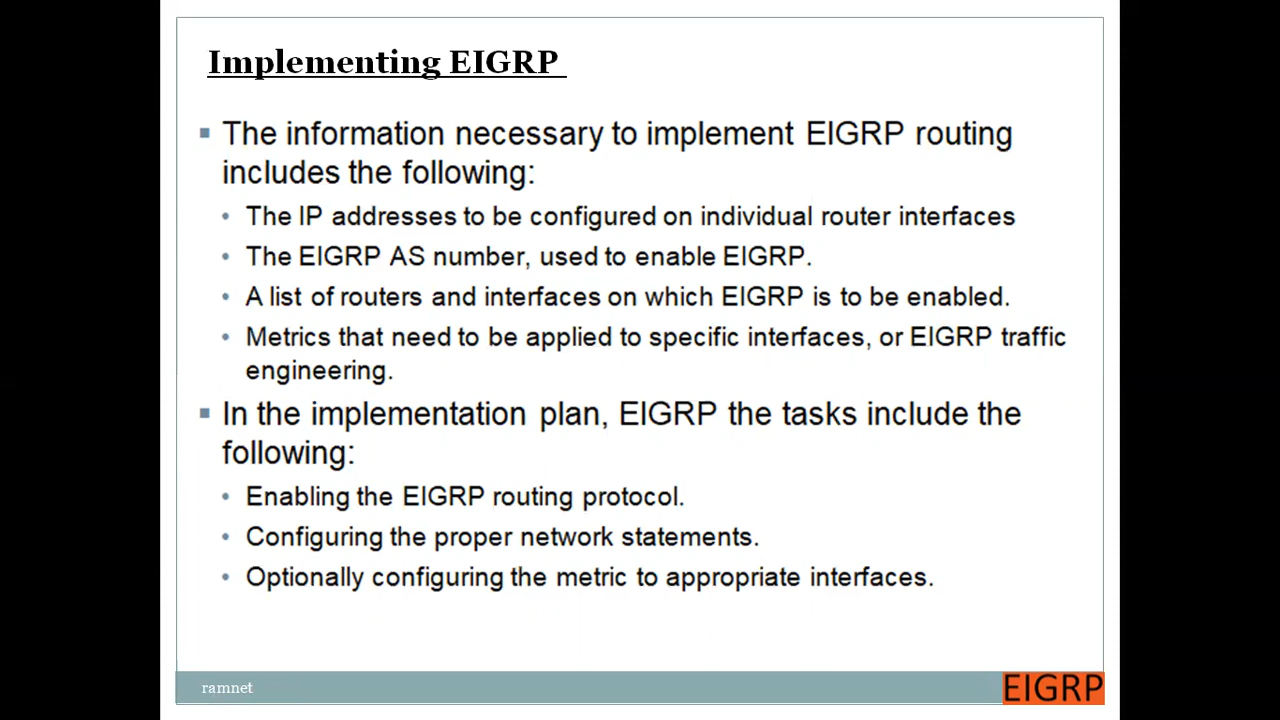 Implementing EIGRP
▪ The information necessary to implement EIGRP routing
includes the following:
• The IP addresses to be configured on individual router interfaces
• The EIGRP AS number, used to enable EIGRP.
• A list of routers and interfaces on which EIGRP is to be enabled.
• Metrics that need to be applied to specific interfaces, or EIGRP traffic
engineering.
▪ In the implementation plan, EIGRP the tasks include the
following:
• Enabling the EIGRP routing protocol.
• Configuring the proper network statements.
• Optionally configuring the metric to appropriate interfaces.
ramnet
EIGRP